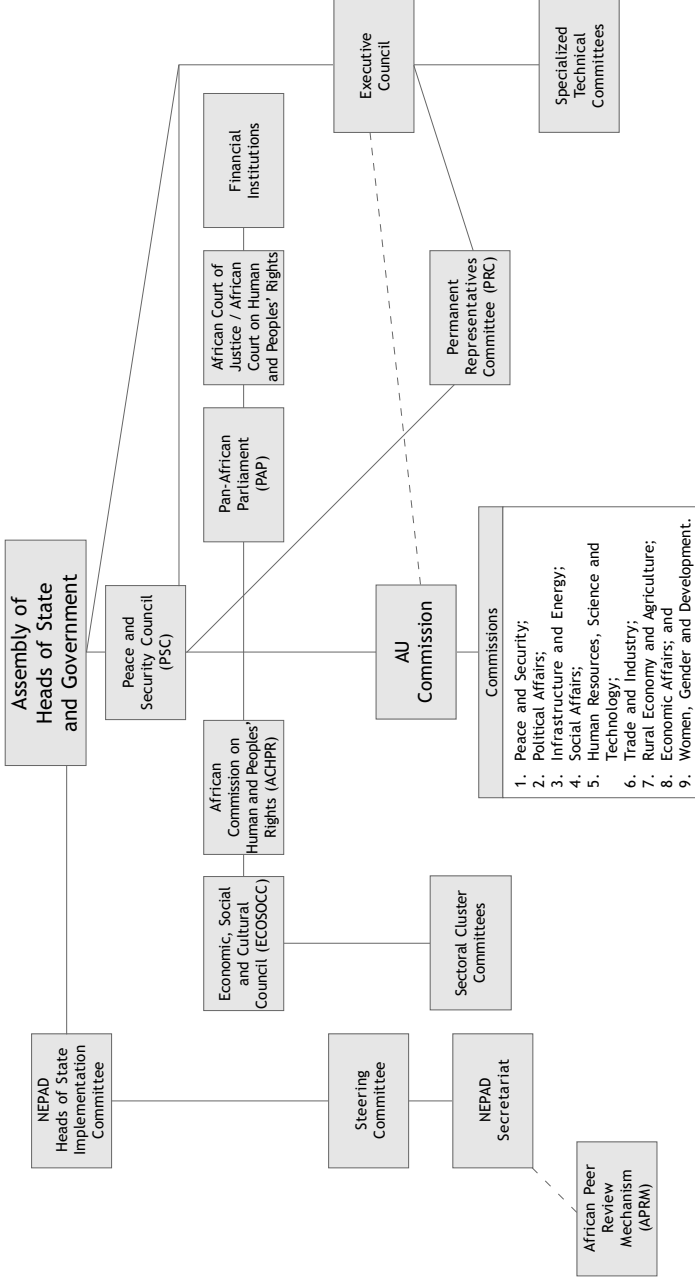 Assembly of
Heads of State
and Government
NEPAD
Heads of State
Implementation
Committee
Peace and
Security Council
(PSC)
Economic, Social
and Cultural
Council (ECOSOCC)
African
Commission on
Human and Peoples'
Rights (ACHPR)
Pan-African
Parliament
(PAP)
African Court of
Justice / African
Court on Human
and Peoples' Rights
Financial
Institutions
Executive
Council
Steering
Committee
AU
Commission
Sectoral Cluster
Committees
Permanent
Representatives
Committee (PRC)
NEPAD
Secretariat
Specialized
Technical
Committees
African Peer
Review
Mechanism
(APRM)
Commissions
1. Peace and Security;
2. Political Affairs;
3. Infrastructure and Energy;
4. Social Affairs;
5. Human Resources, Science and
Technology;
6. Trade and Industry;
7. Rural Economy and Agriculture;
8. Economic Affairs; and
9. Women, Gender and Development.